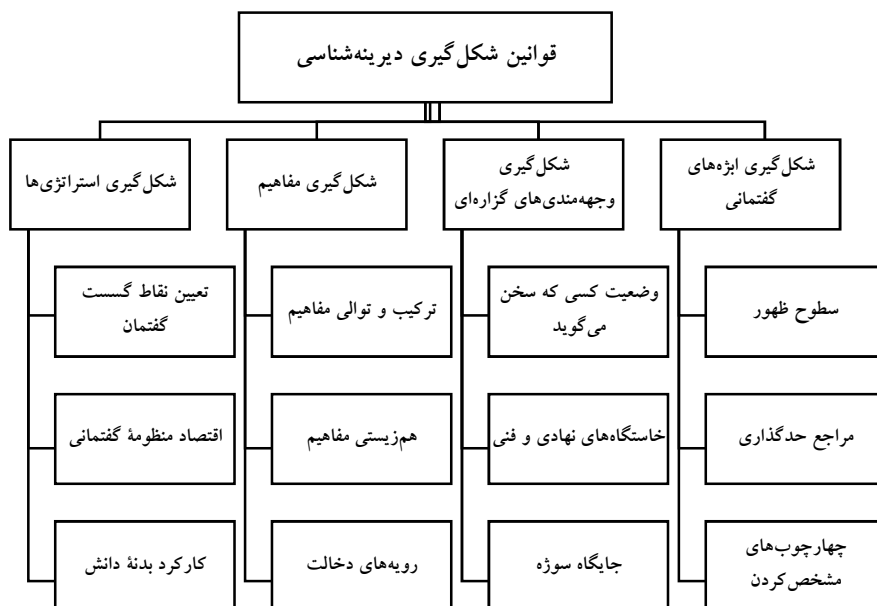 قوانین شکل‌گیری دیرینه‌شناسی
شکل‌گیری ابژه‌های
گفتمانی
سطوح ظهور
مراجع حدگذاری
چهارچوب‌های
مشخص‌کردن
شکل‌گیری
وجهه‌مندی‌های گزاره‌ای
وضعیت کسی که سخن
می‌گوید
خاستگاه‌های نهادی و فنی
جایگاه سوژه
شکل‌گیری مفاهیم
ترکیب و توالی مفاهیم
هم‌زیستی مفاهیم
رویه‌های دخالت
شکل‌گیری استراتژی‌ها
تعیین نقاط گسست
گفتمان
اقتصاد منظومهٔ گفتمانی
کارکرد بدنهٔ دانش